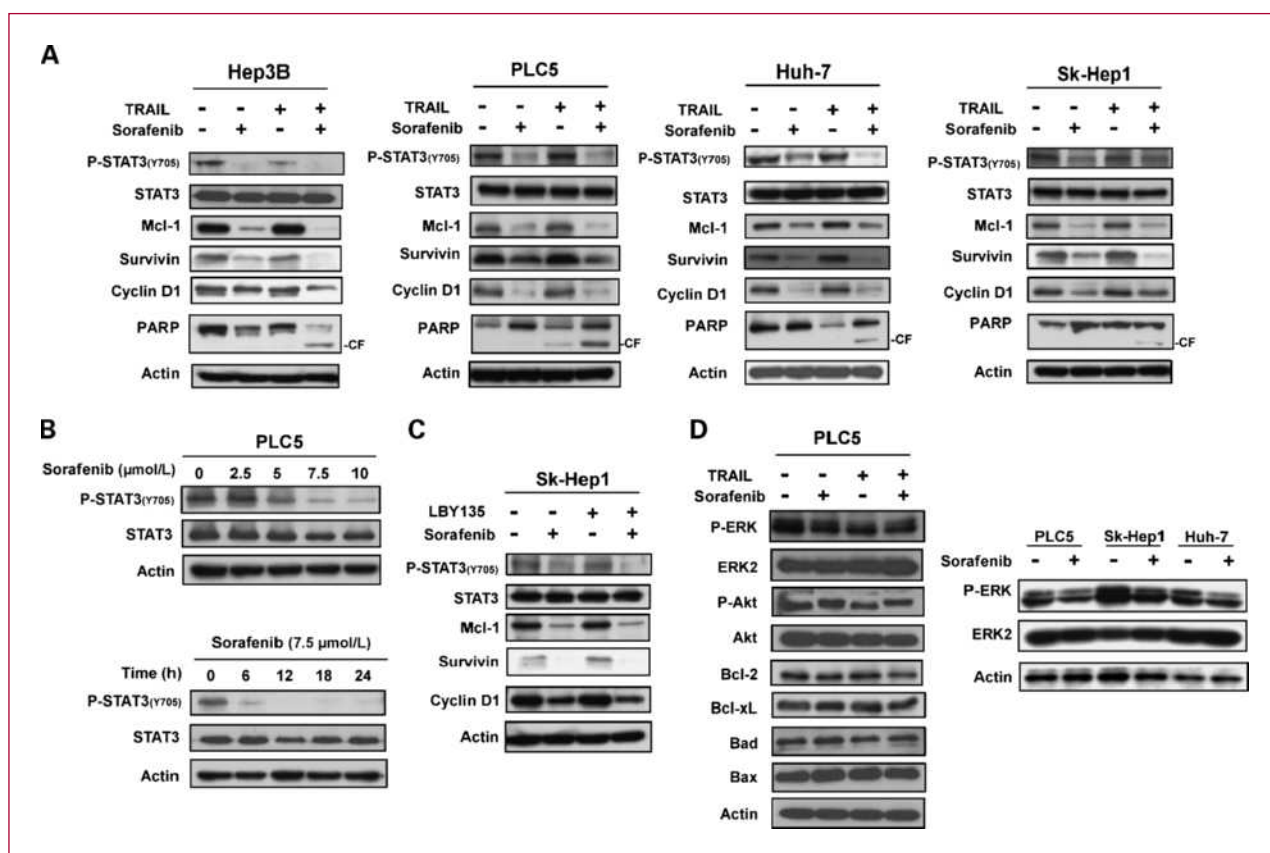 A
Hep3B
TRAIL - - + +
Sorafenib - + - +
P-STAT3(Y705)
STAT3
Mcl-1
Survivin
Cyclin D1
PARP
-CF
Actin
PLC5
TRAIL - - + +
Sorafenib - + - +
P-STAT3(Y705)
STAT3
Mcl-1
Survivin
Cyclin D1
PARP
-CF
Actin
Huh-7
TRAIL - - + +
Sorafenib - + - +
P-STAT3(Y705)
STAT3
Mcl-1
Survivin
Cyclin D1
PARP
-CF
Actin
Sk-Hep1
TRAIL - - + +
Sorafenib - + - +
P-STAT3(Y705)
STAT3
Mcl-1
Survivin
Cyclin D1
PARP
-CF
Actin
B
PLC5
Sorafenib (μmol/L) 0 2.5 5 7.5 10
P-STAT3(Y705)
STAT3
Actin
Sorafenib (7.5 μmol/L)
Time (h) 0 6 12 18 24
P-STAT3(Y705)
STAT3
Actin
C
Sk-Hep1
LBY135 - - + +
Sorafenib - + - +
P-STAT3(Y705)
STAT3
Mcl-1
Survivin
Cyclin D1
Actin
D
PLC5
TRAIL - - + +
Sorafenib - + - +
P-ERK
ERK2
P-Akt
Akt
Bcl-2
Bcl-xL
Bad
Bax
Actin
PLC5 Sk-Hep1 Huh-7
Sorafenib - + - + - +
P-ERK
ERK2
Actin